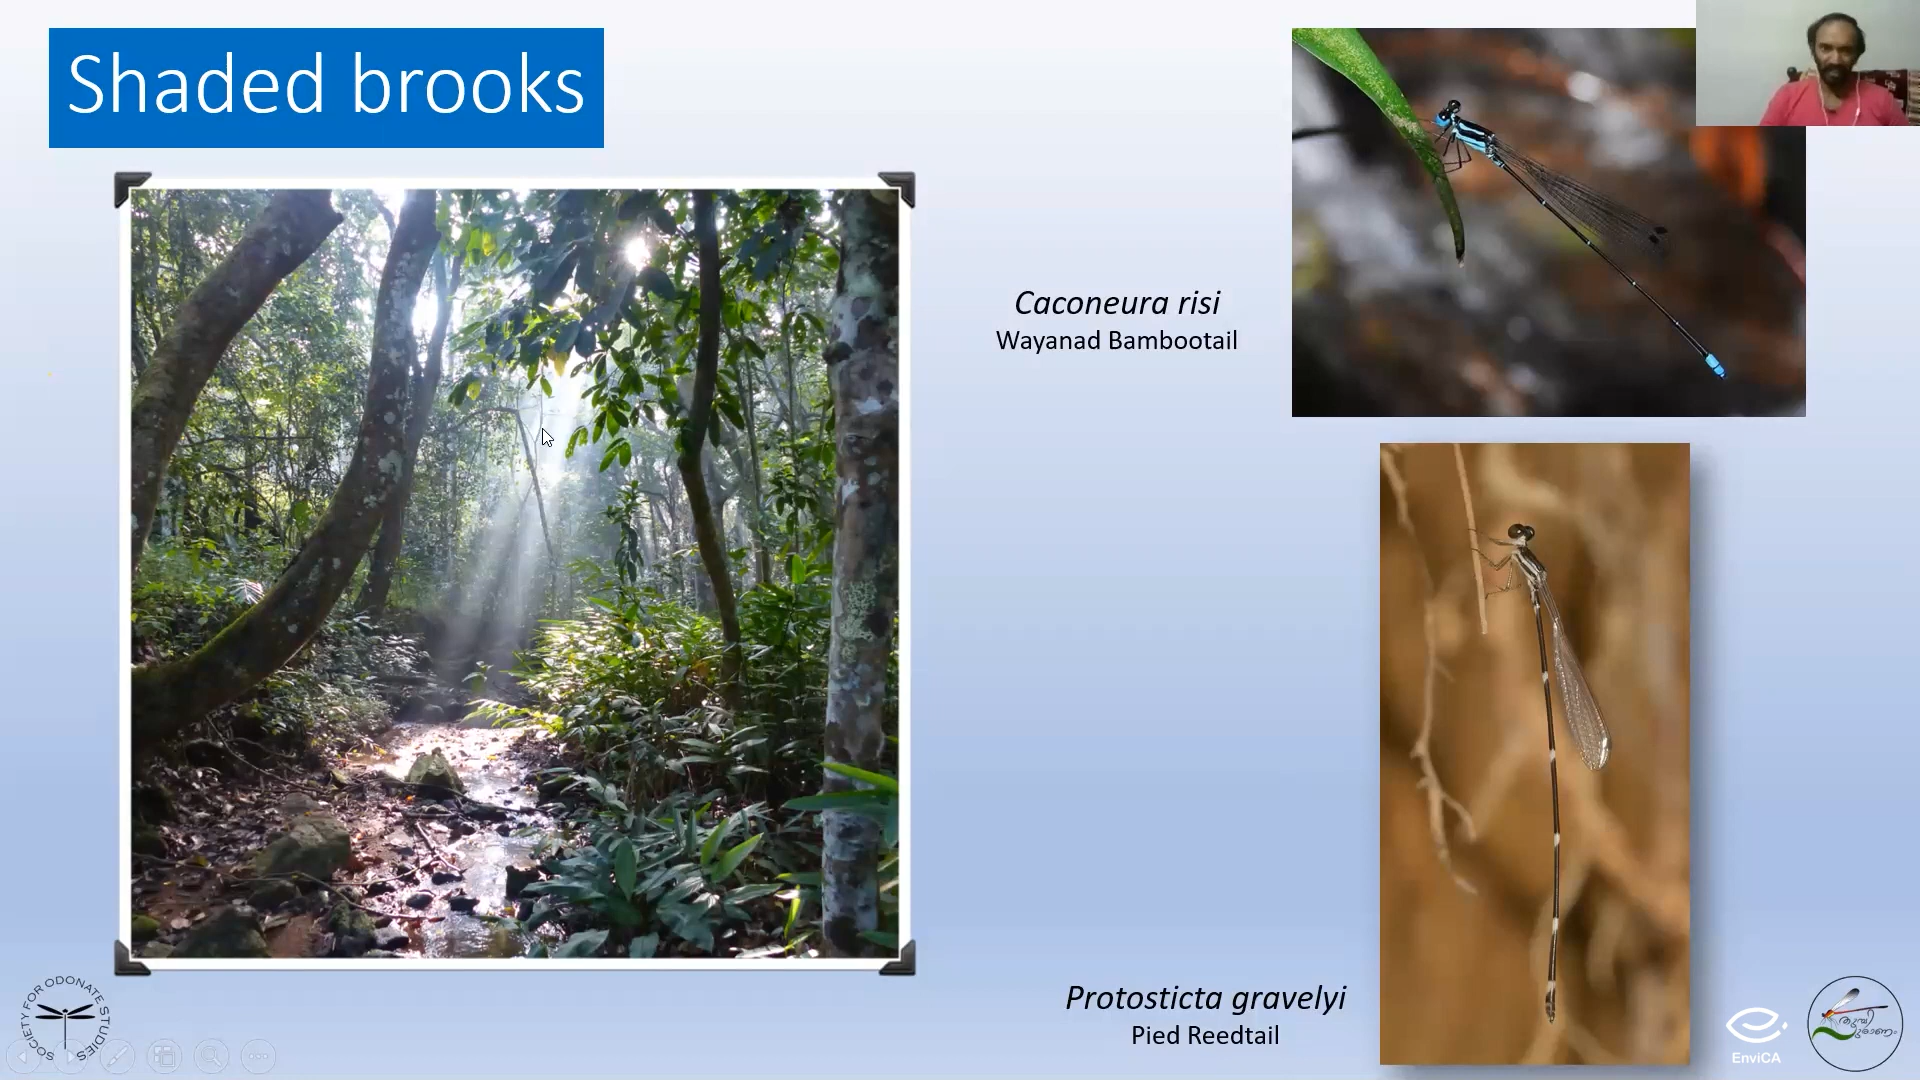 Shaded brooks
Caconeura risi
Wayanad Bambootail
Protosticta gravelyi
Pied Reedtail
SOCIETY FOR ODONATE STUDIES
EnviCA